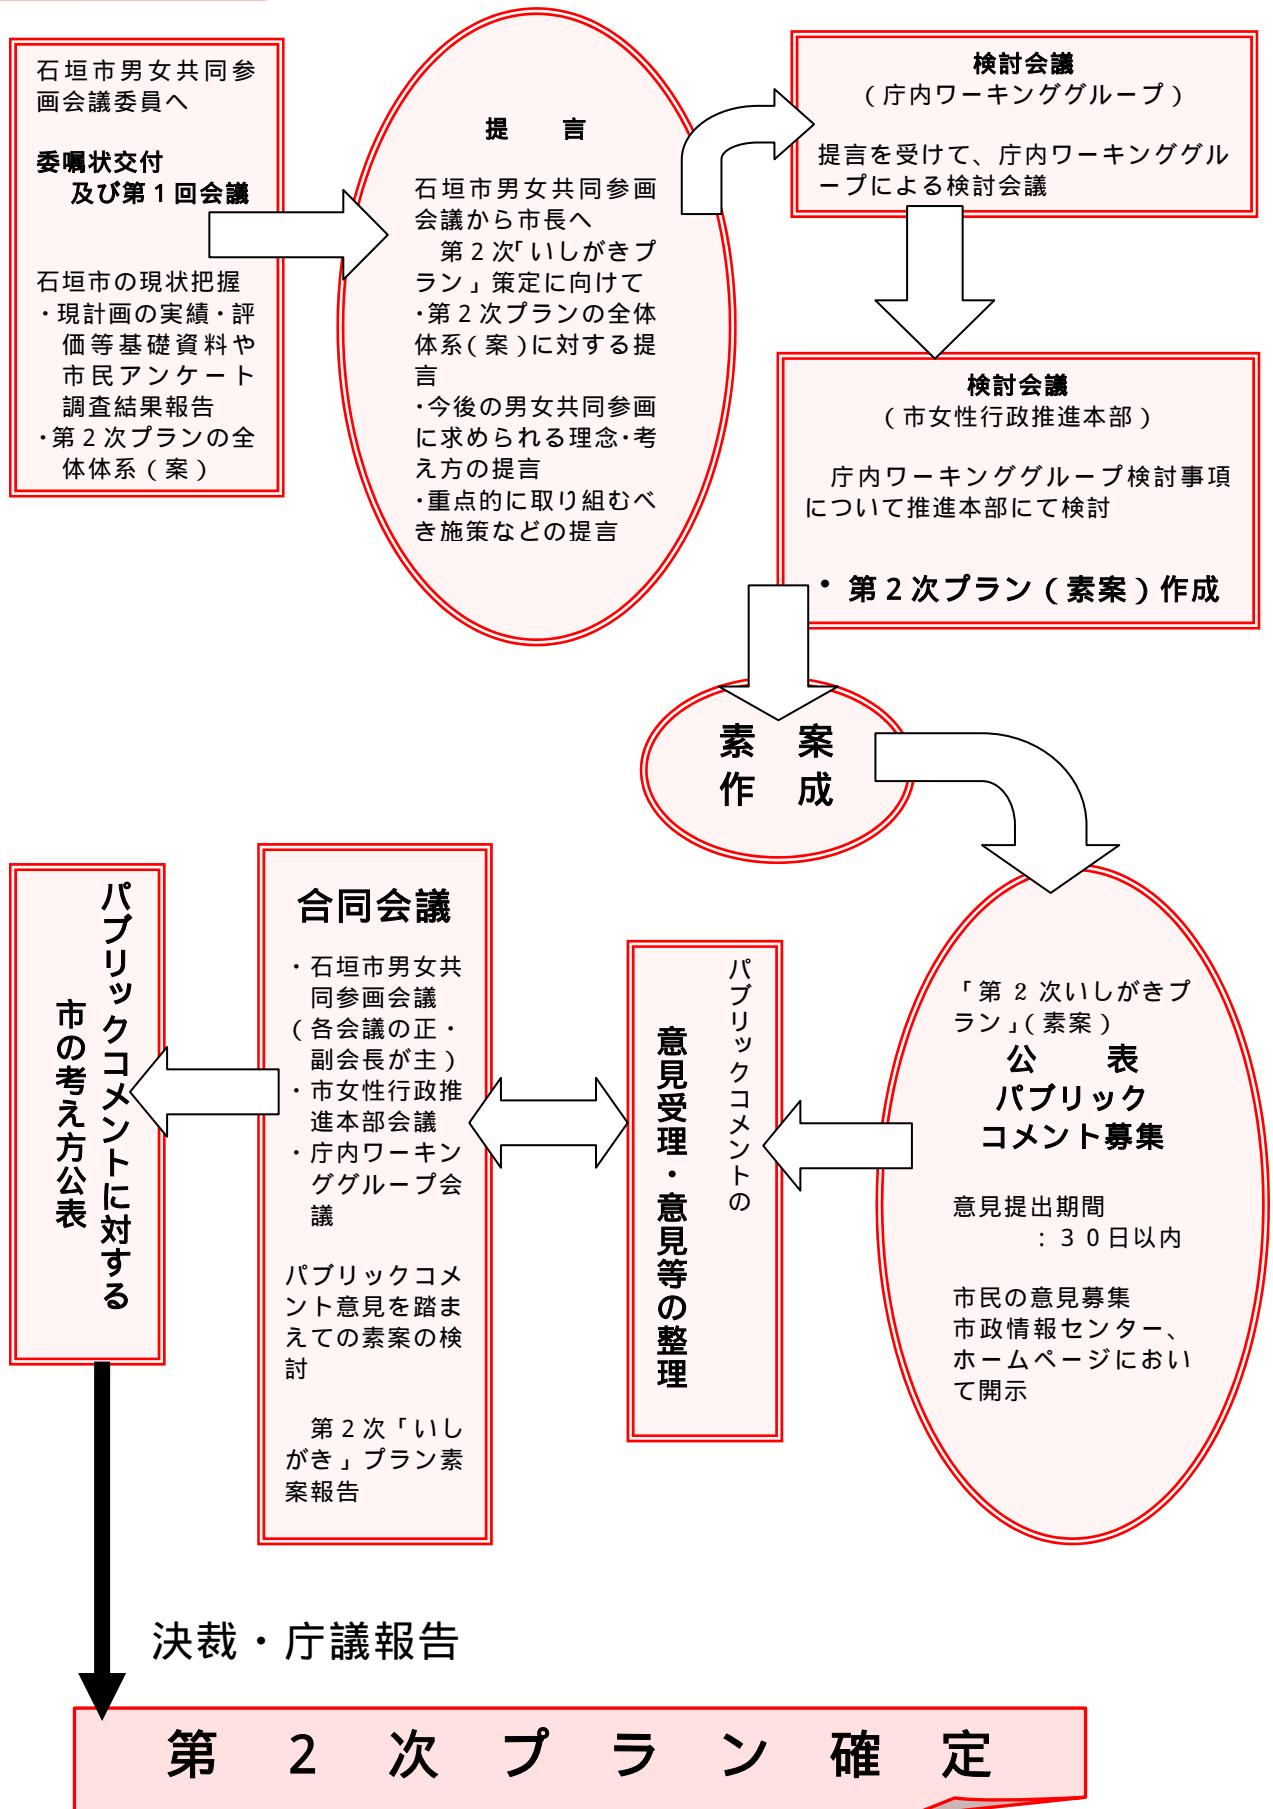 石垣市男女共同参
画会議委員へ
委嘱状交付
及び第1回会議
石垣市の現状把握
・現計画の実績・評
価等基礎資料や
市民アンケート
調査結果報告
・第2次プランの全
体体系(案)
提　言
石垣市男女共同参画
会議から市長へ
第2次「いしがきプ
ラン」策定に向けて
・第2次プランの全体
体系(案)に対する提
言
・今後の男女共同参画
に求められる理念・考
え方の提言
・重点的に取り組むべ
き施策などの提言
検討会議
(庁内ワーキンググループ)
提言を受けて、庁内ワーキンググル
ープによる検討会議
検討会議
(市女性行政推進本部)
庁内ワーキンググループ検討事項
について推進本部にて検討
・第2次プラン(素案)作成
素　案
作　成
「第2次いしがきプ
ラン」(素案)
公　表
パブリック
コメント募集
意見提出期間
:30日以内
市民の意見募集
市政情報センター、
ホームページにおい
て開示
パブリックコメントの
意見受理・意見等の整理
合同会議
・石垣市男女共
同参画会議
(各会議の正・
副会長が主)
・市女性行政推
進本部会議
・庁内ワーキン
ググループ会
議
パブリックコメ
ント意見を踏ま
えての素案の検
討
第2次「いし
がき」プラン素
案報告
パブリックコメントに対する
市の考え方公表
決裁・庁議報告
第2次プラン確定